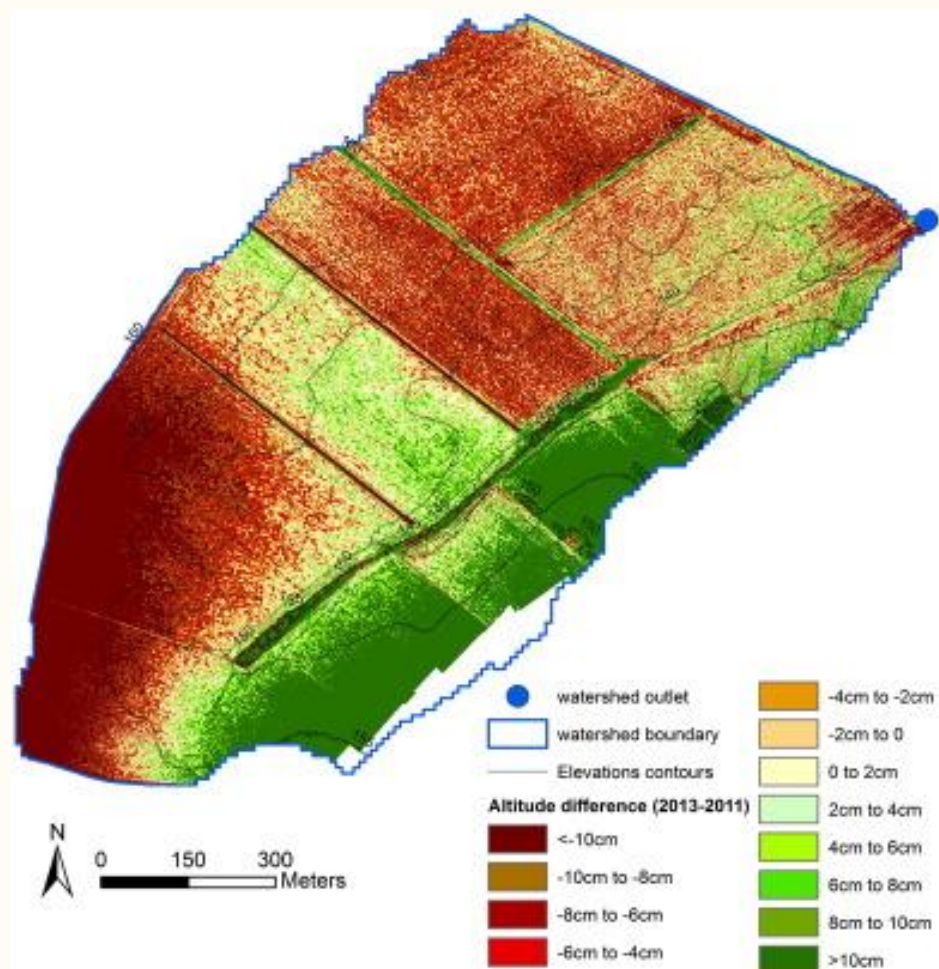 N
0 150 300
Meters
watershed outlet
watershed boundary
Elevations contours
Altitude difference (2013-2011)
<-10cm
-10cm to -8cm
-8cm to -6cm
-6cm to -4cm
-4cm to -2cm
-2cm to 0
0 to 2cm
2cm to 4cm
4cm to 6cm
6cm to 8cm
8cm to 10cm
>10cm